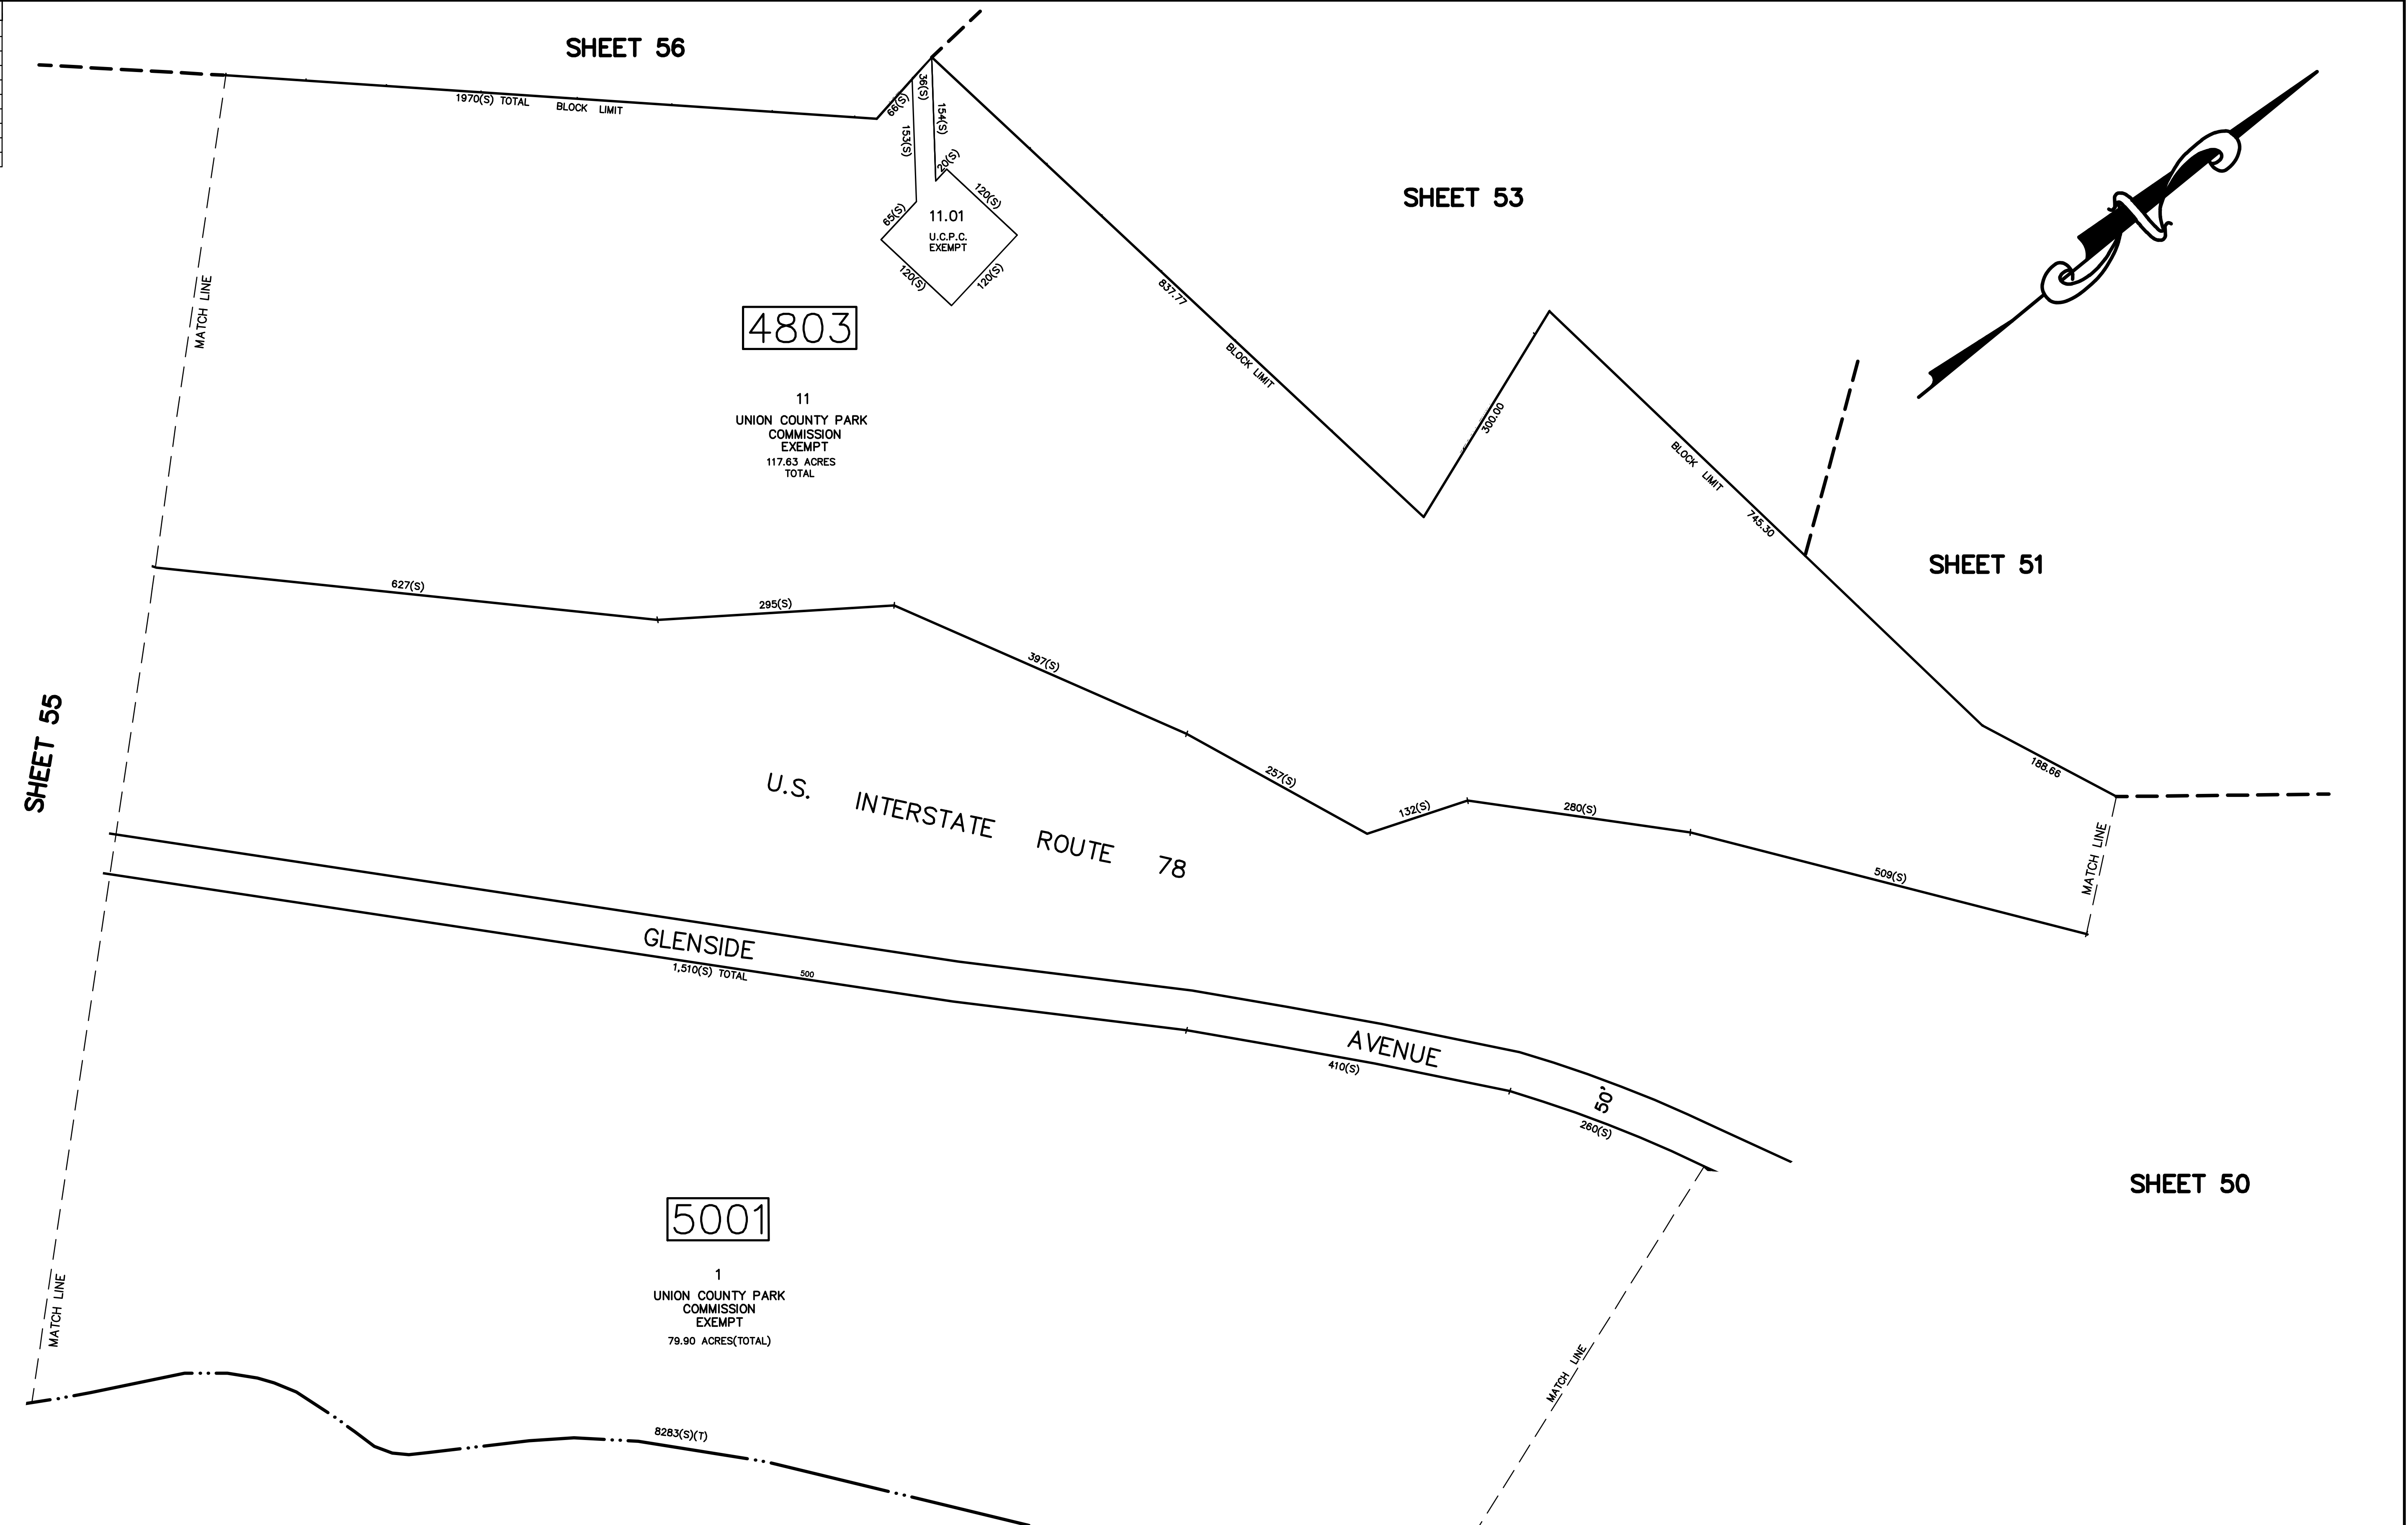 SHEET 56
1970(S) TOTAL BLOCK LIMIT
66(S)
36(S)
154(S)
153(S)
20(S)
120(S)
65(S)
11.01
U.C.P.C.
EXEMPT
120(S)
120(S)
SHEET 53
MATCH LINE
837.77
BLOCK LIMIT
4803
11
UNION COUNTY PARK
COMMISSION
EXEMPT
117.63 ACRES
TOTAL
300.00
BLOCK LIMIT
745.30
SHEET 51
627(S)
295(S)
397(S)
257(S)
132(S)
280(S)
509(S)
188.66
MATCH LINE
SHEET 55
U.S. INTERSTATE ROUTE 78
GLENSIDE AVENUE
1,510(S) TOTAL
500
410(S)
50'
260(S)
SHEET 50
5001
1
UNION COUNTY PARK
COMMISSION
EXEMPT
79.90 ACRES(TOTAL)
MATCH LINE
MATCH LINE
8283(S)(T)